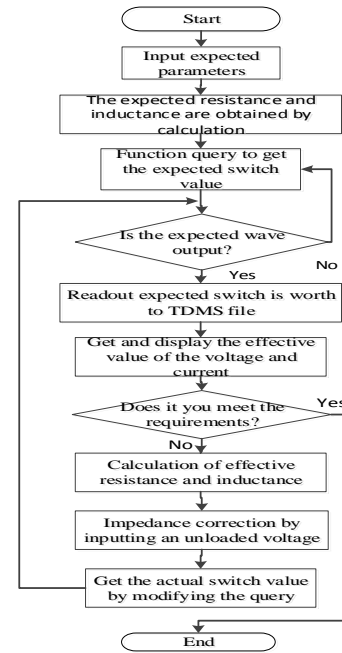 Start
Input expected
parameters
The expected resistance and
inductance are obtained by
calculation
Function query to get
the expected switch
value
Is the expected wave
output?
No
Yes
Readout expected switch is worth
to TDMS file
Get and display the effective
value of the voltage and
current
Does it you meet the
requirements?
Yes
No
Calculation of effective
resistance and inductance
Impedance correction by
inputting an unloaded voltage
Get the actual switch value
by modifying the query
End